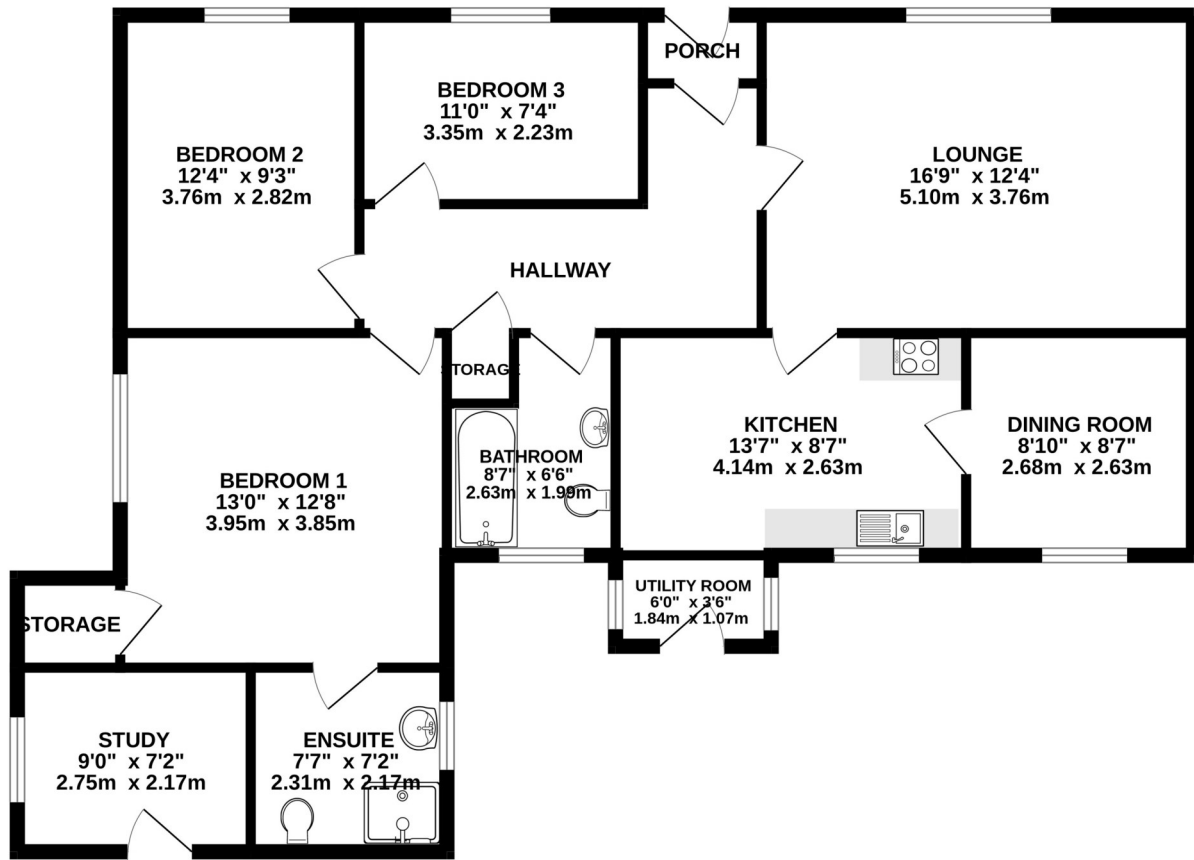 PORCH
BEDROOM 3
11'0" x 7'4"
3.35m x 2.23m
BEDROOM 2
12'4" x 9'3"
3.76m x 2.82m
LOUNGE
16'9" x 12'4"
5.10m x 3.76m
HALLWAY
STORAGE
BEDROOM 1
13'0" x 12'8"
3.95m x 3.85m
BATHROOM
8'7" x 6'6"
2.63m x 1.99m
KITCHEN
13'7" x 8'7"
4.14m x 2.63m
DINING ROOM
8'10" x 8'7"
2.68m x 2.63m
UTILITY ROOM
6'0" x 3'6"
1.84m x 1.07m
STORAGE
STUDY
9'0" x 7'2"
2.75m x 2.17m
ENSUITE
7'7" x 7'2"
2.31m x 2.17m